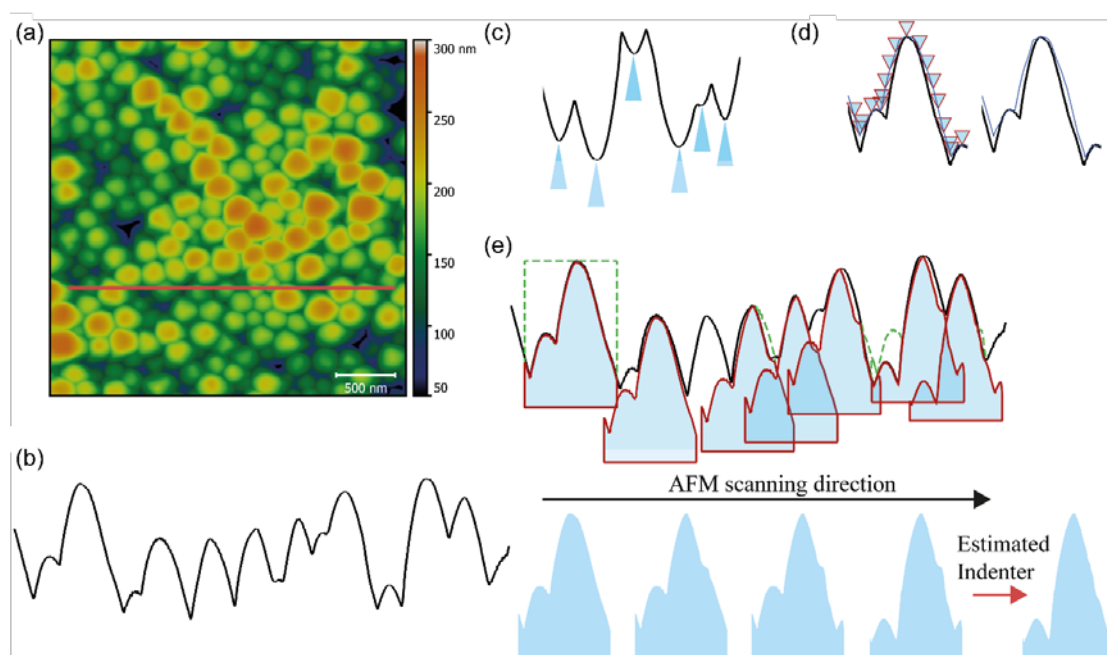 (a)
300 nm
250
200
150
100
50
500 nm
(b)
(c)
(d)
(e)
AFM scanning direction
Estimated
Indenter